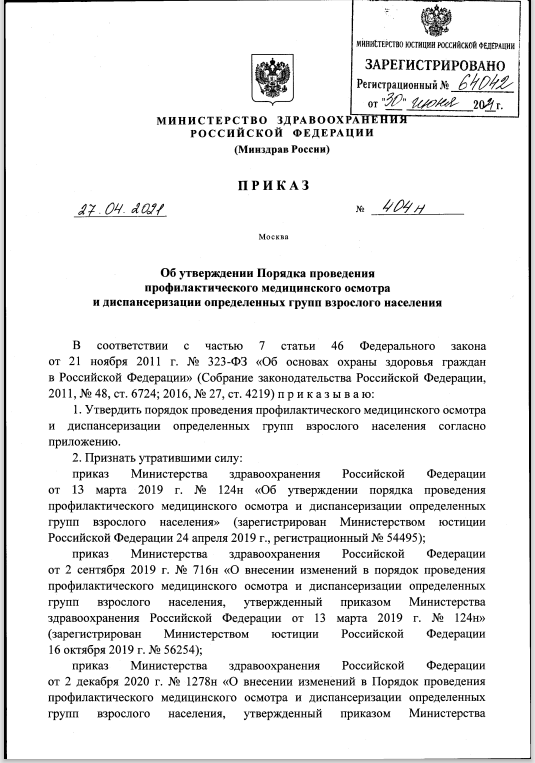 МИНИСТЕРСТВО ЮСТИЦИИ РОССИЙСКОЙ ФЕДЕРАЦИИ
ЗАРЕГИСТРИРОВАНО
Регистрационный № 64042
от "30" июня 2021 г.
МИНИСТЕРСТВО ЗДРАВООХРАНЕНИЯ
РОССИЙСКОЙ ФЕДЕРАЦИИ
(Минздрав России)
ПРИКАЗ
27.04.2021 № 404н
Москва
Об утверждении Порядка проведения
профилактического медицинского осмотра
и диспансеризации определенных групп взрослого населения
В соответствии с частью 7 статьи 46 Федерального закона
от 21 ноября 2011 г. № 323-ФЗ «Об основах охраны здоровья граждан
в Российской Федерации» (Собрание законодательства Российской Федерации,
2011, № 48, ст. 6724; 2016, № 27, ст. 4219) п р и к а з ы в а ю:
1. Утвердить порядок проведения профилактического медицинского осмотра
и диспансеризации определенных групп взрослого населения согласно
приложению.
2. Признать утратившими силу:
приказ Министерства здравоохранения Российской Федерации
от 13 марта 2019 г. № 124н «Об утверждении порядка проведения
профилактического медицинского осмотра и диспансеризации определенных
групп взрослого населения» (зарегистрирован Министерством юстиции
Российской Федерации 24 апреля 2019 г., регистрационный № 54495);
приказ Министерства здравоохранения Российской Федерации
от 2 сентября 2019 г. № 716н «О внесении изменений в порядок проведения
профилактического медицинского осмотра и диспансеризации определенных
групп взрослого населения, утвержденный приказом Министерства
здравоохранения Российской Федерации от 13 марта 2019 г. № 124н»
(зарегистрирован Министерством юстиции Российской Федерации
16 октября 2019 г. № 56254);
приказ Министерства здравоохранения Российской Федерации
от 2 декабря 2020 г. № 1278н «О внесении изменений в Порядок проведения
профилактического медицинского осмотра и диспансеризации определенных
групп взрослого населения, утвержденный приказом Министерства